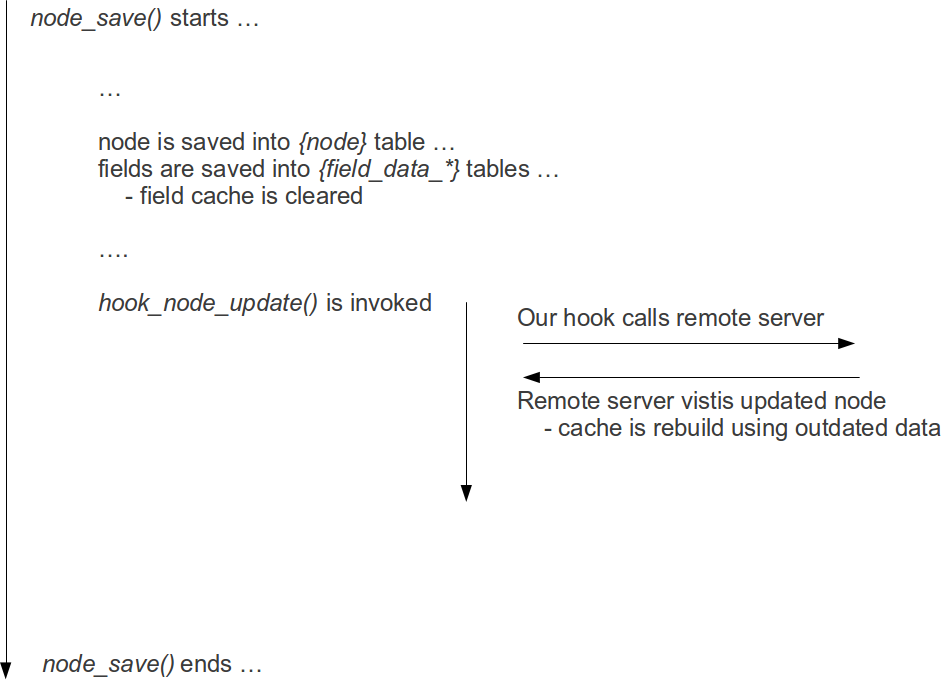 node_save() starts …
…
node is saved into {node} table …
fields are saved into {field_data_*} tables …
- field cache is cleared
….
hook_node_update() is invoked
Our hook calls remote server
Remote server vistis updated node
- cache is rebuild using outdated data
node_save() ends …